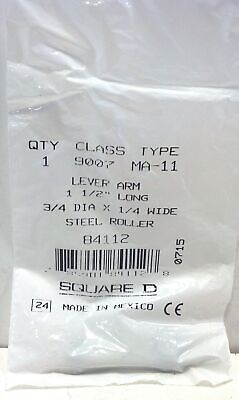 QTY CLASS TYPE
1 9007 MA-11
LEVER ARM
1 1/2" LONG
3/4 DIA X 1/4 WIDE
STEEL ROLLER
84112
0715
SQUARE D
[24] MADE IN MEXICO CE